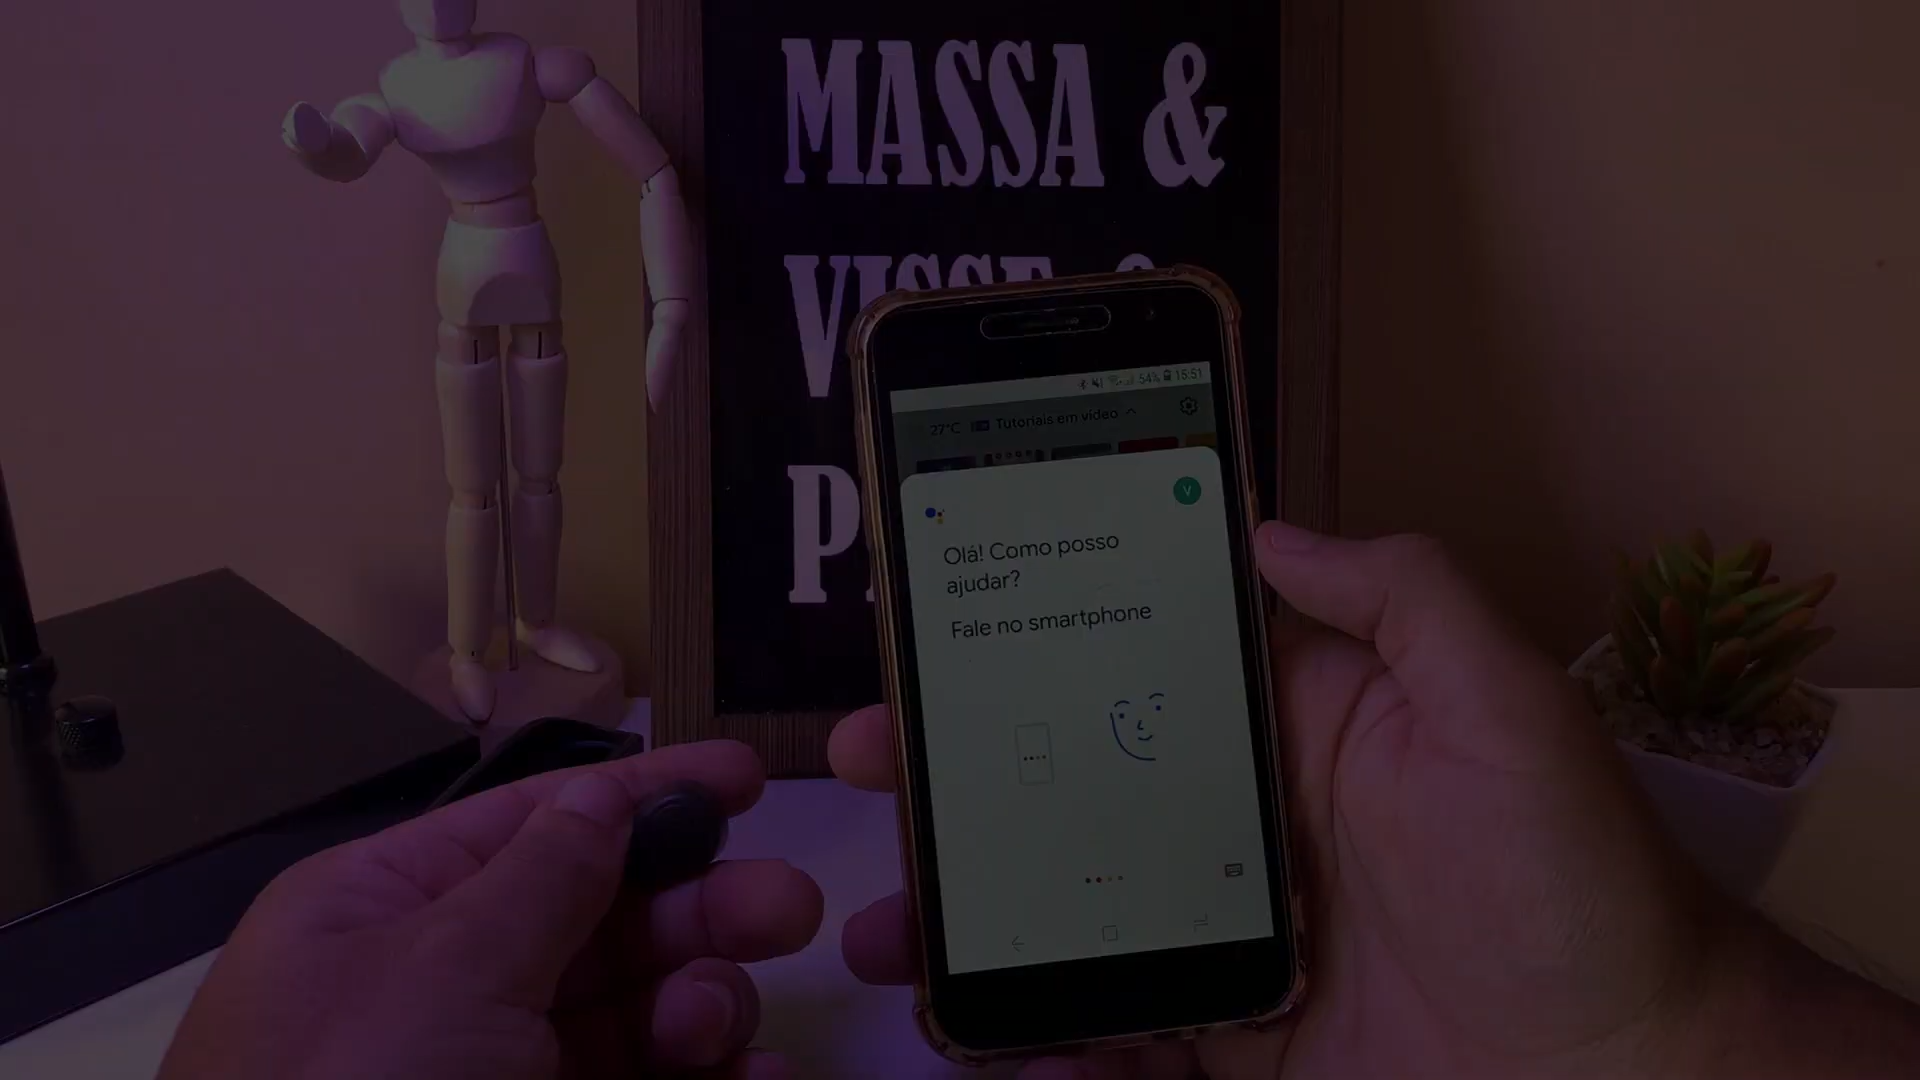 MASSA &
54% 15:51
27°C Tutoriais em vídeo
V
Olá! Como posso
ajudar?
Fale no smartphone